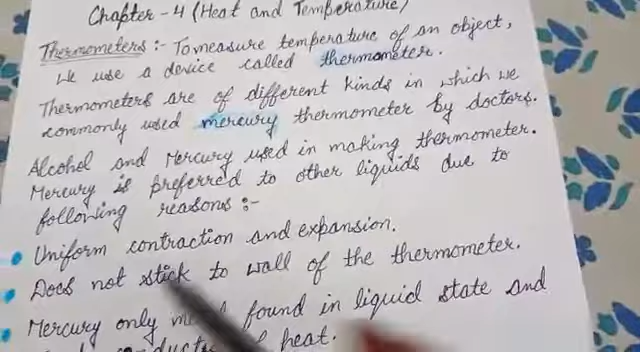 Chapter - 4 (Heat and Temperature)
Thermometers :- To measure temperature of an object,
we use a device called thermometer.
Thermometers are of different kinds in which we
commonly used mercury thermometer by doctors.
Alcohol and Mercury used in making thermometer.
Mercury is preferred to other liquids due to
following reasons :-
Uniform contraction and expansion.
Does not stick to wall of the thermometer.
Mercury only found in liquid state and
heat.